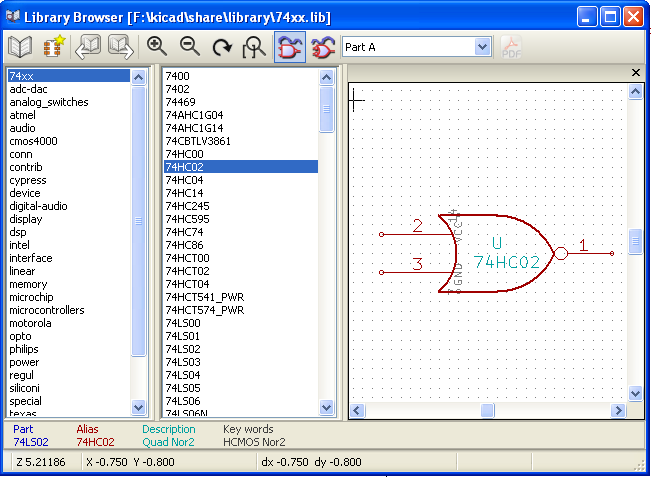 Library Browser [F:\kicad\share\library\74xx.lib]
Part A
PDF
74xx
adc-dac
analog_switches
atmel
audio
cmos4000
conn
contrib
cypress
device
digital-audio
display
dsp
intel
interface
linear
memory
microchip
microcontrollers
motorola
opto
philips
power
regul
siliconi
special
texas
7400
7402
74469
74AHC1G04
74AHC1G14
74CBTLV3861
74HC00
74HC02
74HC04
74HC14
74HC245
74HC595
74HC74
74HC86
74HCT00
74HCT02
74HCT04
74HCT541_PWR
74HCT574_PWR
74LS00
74LS01
74LS02
74LS03
74LS04
74LS05
74LS06
74LS06N
14
VCC
2
U
1
3
74HC02
GND
7
Part Alias Description Key words
74LS02 74HC02 Quad Nor2 HCMOS Nor2
Z 5.21186 X -0.750 Y -0.800 dx -0.750 dy -0.800